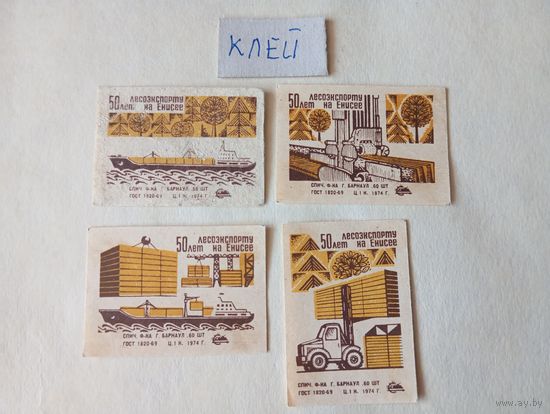 КЛЕЙ
50 лесоэкспорту
лет на Енисее
СПИЧ. Ф-КА Г. БАРНАУЛ 50 ШТ
ГОСТ 1820-69 Ц.1 К. 1974 Г.
50 лесоэкспорту
лет на Енисее
СПИЧ. Ф-КА Г. БАРНАУЛ .60 ШТ
ГОСТ 1820-69 Ц.1 К. 1974 Г.
50 лесоэкспорту
лет на Енисее
СПИЧ. Ф-КА Г. БАРНАУЛ .60 ШТ
ГОСТ 1820-69 Ц.1 К. 1974 Г.
50 лесоэкспорту
лет на Енисее
СПИЧ. Ф-КА Г. БАРНАУЛ .60 ШТ
ГОСТ 1820-69 Ц.1 К. 1974 Г.
www.ay.by